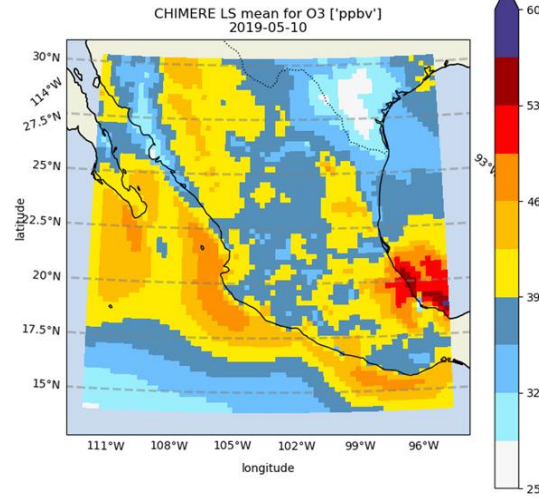 CHIMERE LS mean for O3 ['ppbv']
2019-05-10
60
30°N
114°W
27.5°N
53
93°W
25°N
46
22.5°N
latitude
latitude
20°N
39
17.5°N
15°N
32
111°W 108°W 105°W 102°W 99°W 96°W
longitude
25